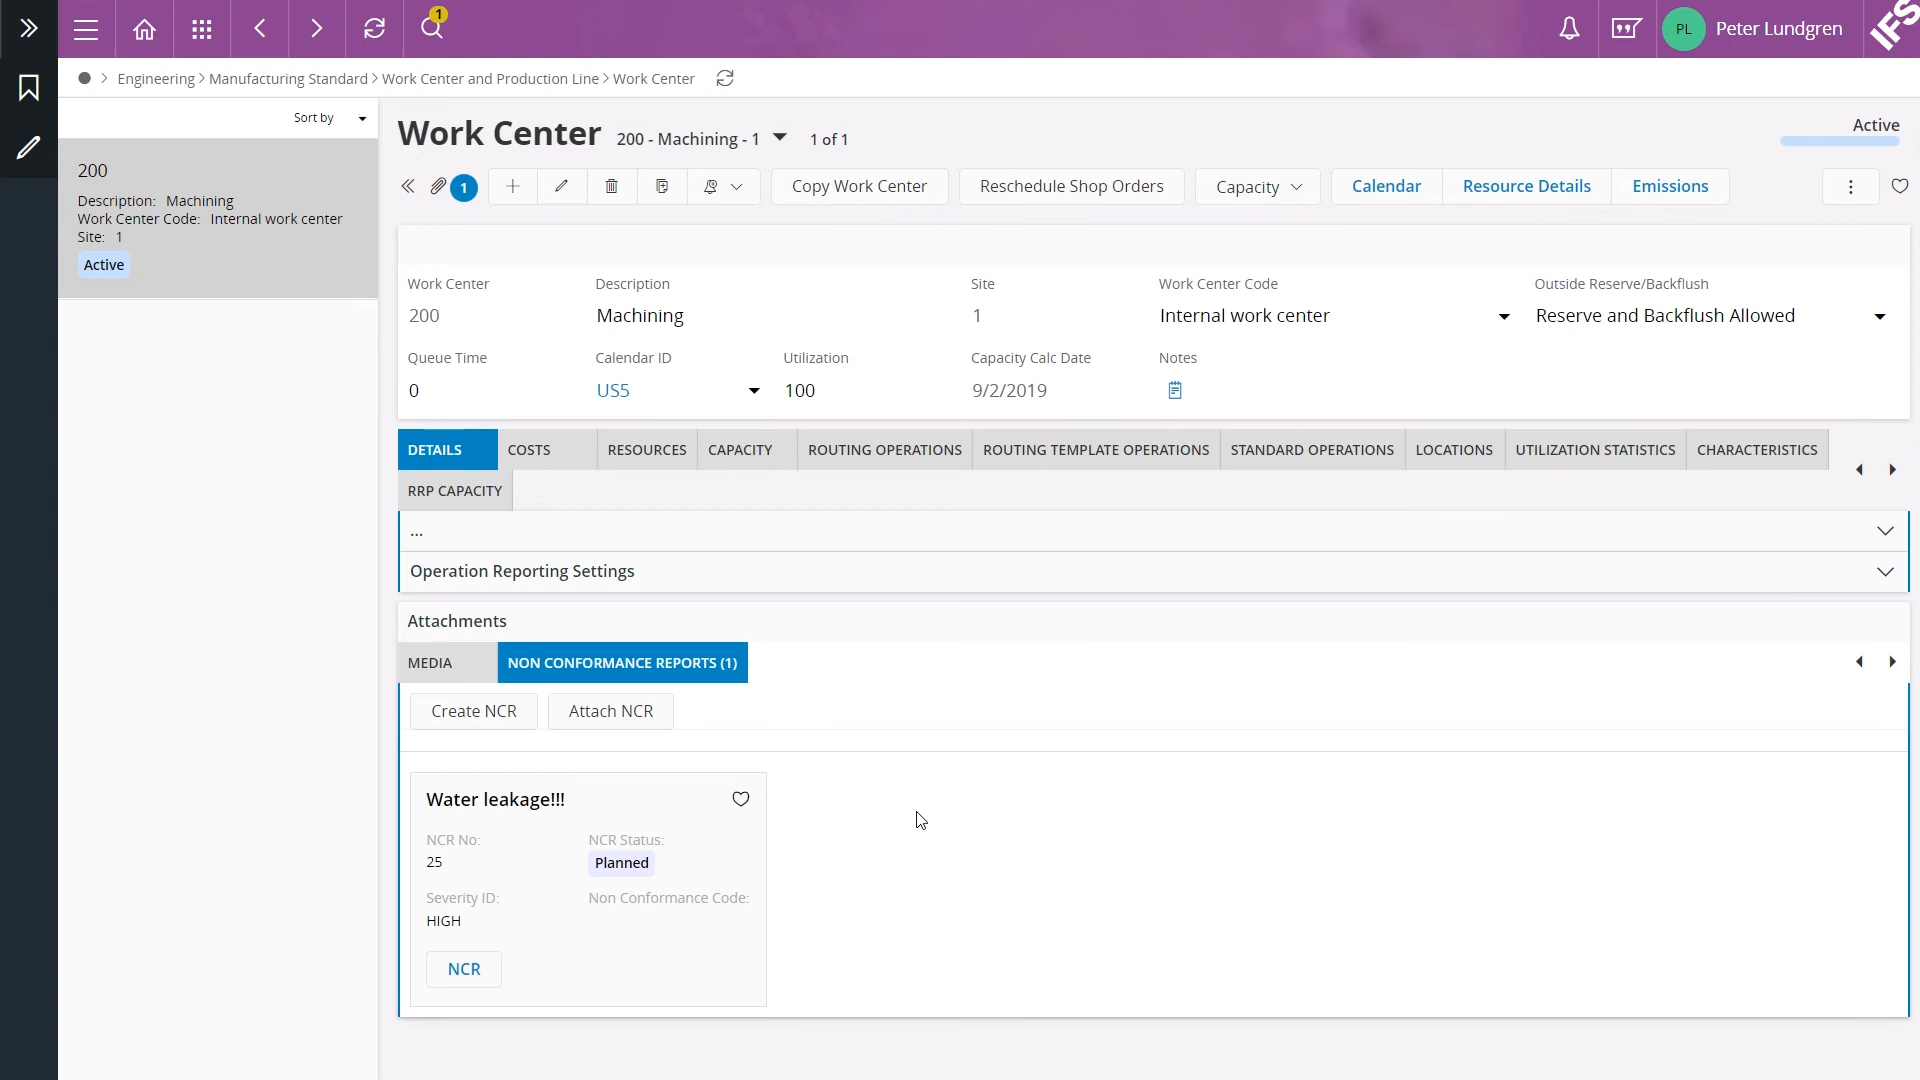 1
PL Peter Lundgren IFS
Engineering > Manufacturing Standard > Work Center and Production Line > Work Center
Sort by
200
Description: Machining
Work Center Code: Internal work center
Site: 1
Active
Work Center 200 - Machining - 1 1 of 1
Active
1 Copy Work Center Reschedule Shop Orders Capacity Calendar Resource Details Emissions
Work Center Description Site Work Center Code Outside Reserve/Backflush
200 Machining 1 Internal work center Reserve and Backflush Allowed
Queue Time Calendar ID Utilization Capacity Calc Date Notes
0 US5 100 9/2/2019
DETAILS COSTS RESOURCES CAPACITY ROUTING OPERATIONS ROUTING TEMPLATE OPERATIONS STANDARD OPERATIONS LOCATIONS UTILIZATION STATISTICS CHARACTERISTICS
RRP CAPACITY
...
Operation Reporting Settings
Attachments
MEDIA NON CONFORMANCE REPORTS (1)
Create NCR Attach NCR
Water leakage!!!
NCR No: NCR Status:
25 Planned
Severity ID: Non Conformance Code:
HIGH
NCR